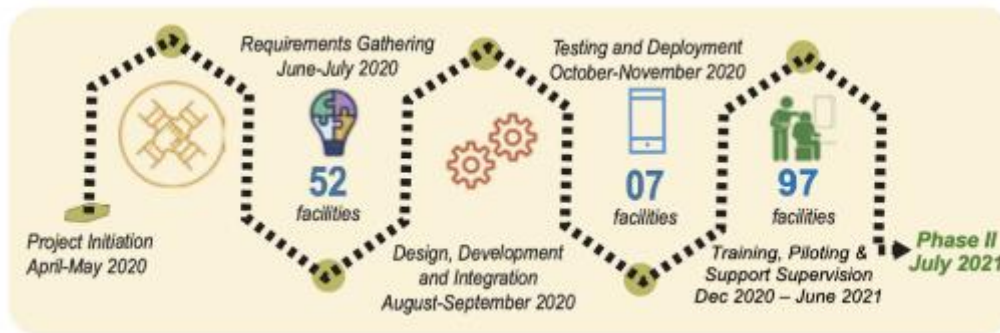 Project Initiation
April-May 2020
Requirements Gathering
June-July 2020
52
facilities
Design, Development
and Integration
August-September 2020
Testing and Deployment
October-November 2020
07
facilities
97
facilities
Training, Piloting &
Support Supervision
Dec 2020 – June 2021
Phase II
July 2021